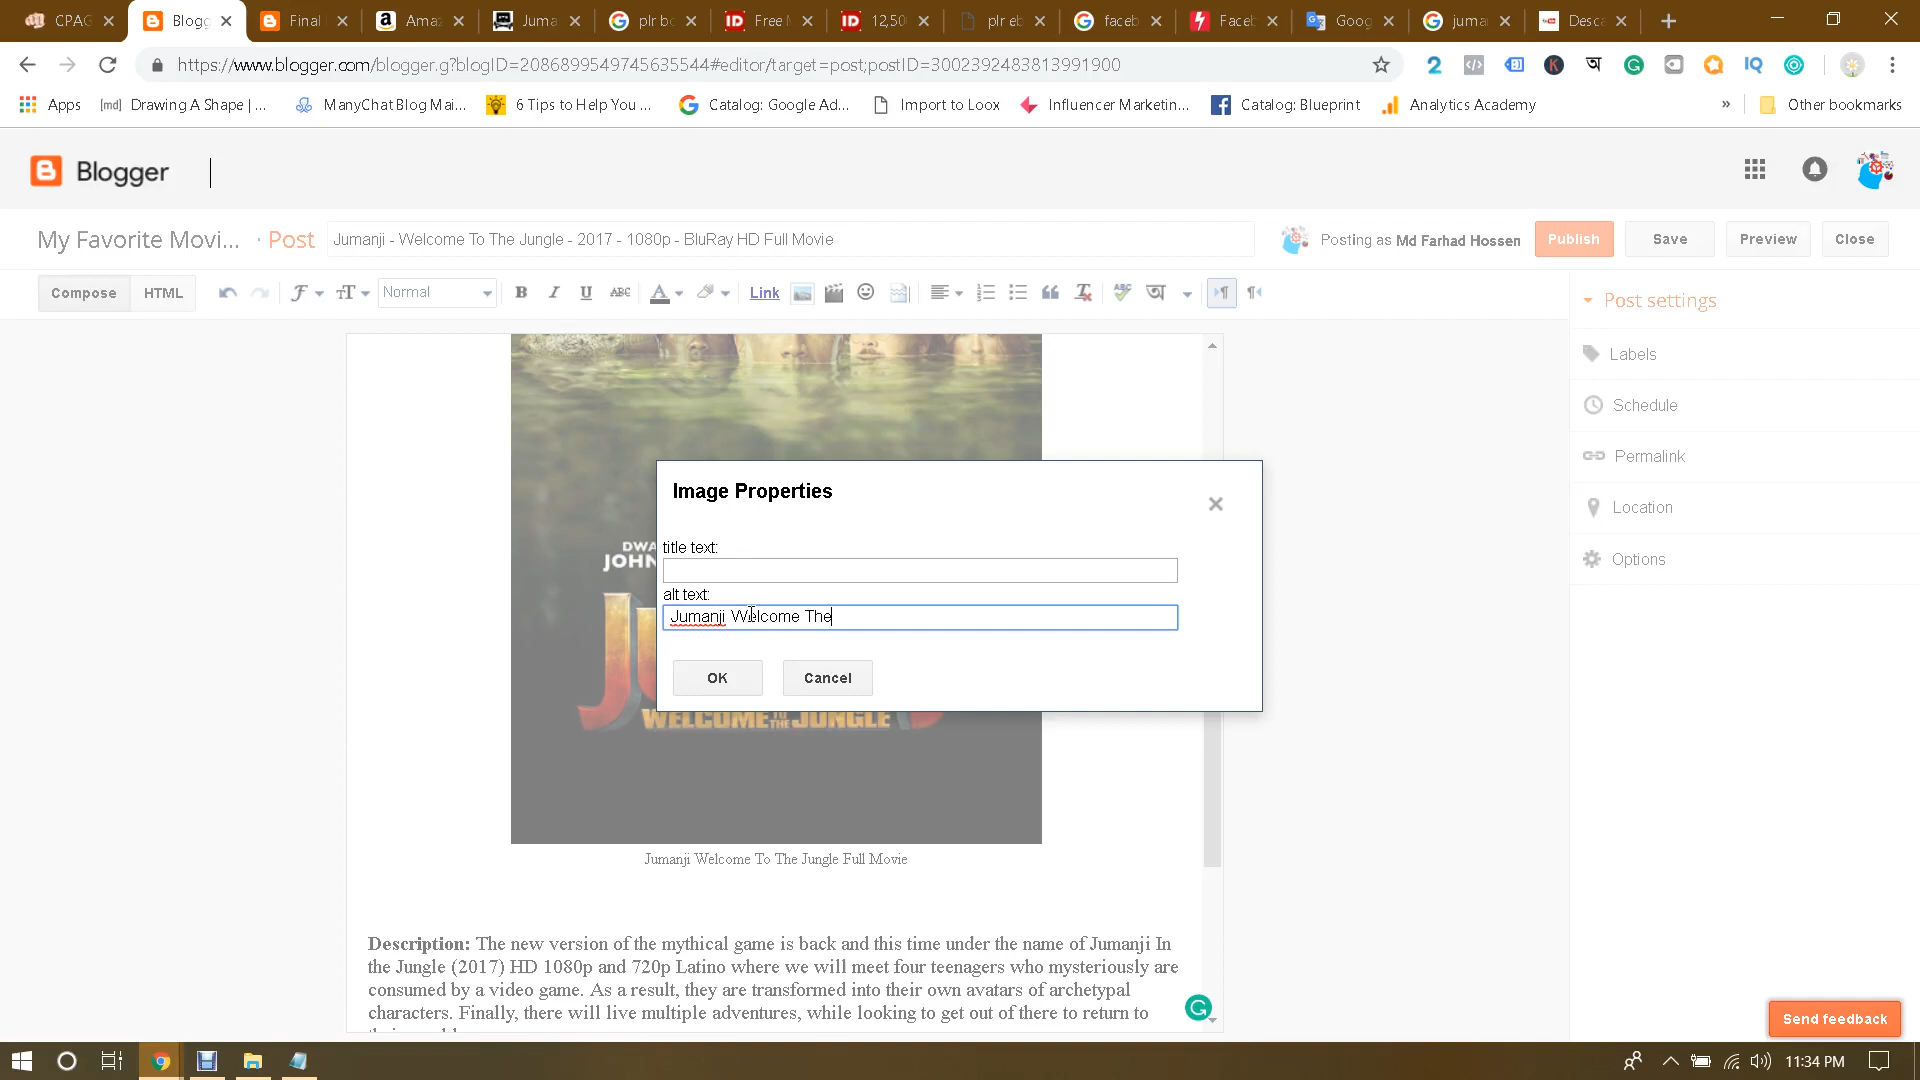 CPAG
Blogg
Final
Amaz
Juma
plr bo
Free M
12,50
plr eb
faceb
Faceb
Goog
jumar
Desca
https://www.blogger.com/blogger.g?blogID=2086899549745635544#editor/target=post;postID=3002392483813991900
Apps
Drawing A Shape | ...
ManyChat Blog Mai...
6 Tips to Help You ...
Catalog: Google Ad...
Import to Loox
Influencer Marketin...
Catalog: Blueprint
Analytics Academy
»
Other bookmarks
Blogger
My Favorite Movi... · Post
Jumanji - Welcome To The Jungle - 2017 - 1080p - BluRay HD Full Movie
Posting as Md Farhad Hossen
Publish
Save
Preview
Close
Compose
HTML
Normal
Link
Post settings
Labels
Schedule
Permalink
Location
Options
Image Properties
title text:
alt text:
Jumanji Welcome The
OK
Cancel
DWA
JOHN
JU
WELCOME TO THE JUNGLE
Jumanji Welcome To The Jungle Full Movie
Description: The new version of the mythical game is back and this time under the name of Jumanji In
the Jungle (2017) HD 1080p and 720p Latino where we will meet four teenagers who mysteriously are
consumed by a video game. As a result, they are transformed into their own avatars of archetypal
characters. Finally, there will live multiple adventures, while looking to get out of there to return to
Send feedback
11:34 PM